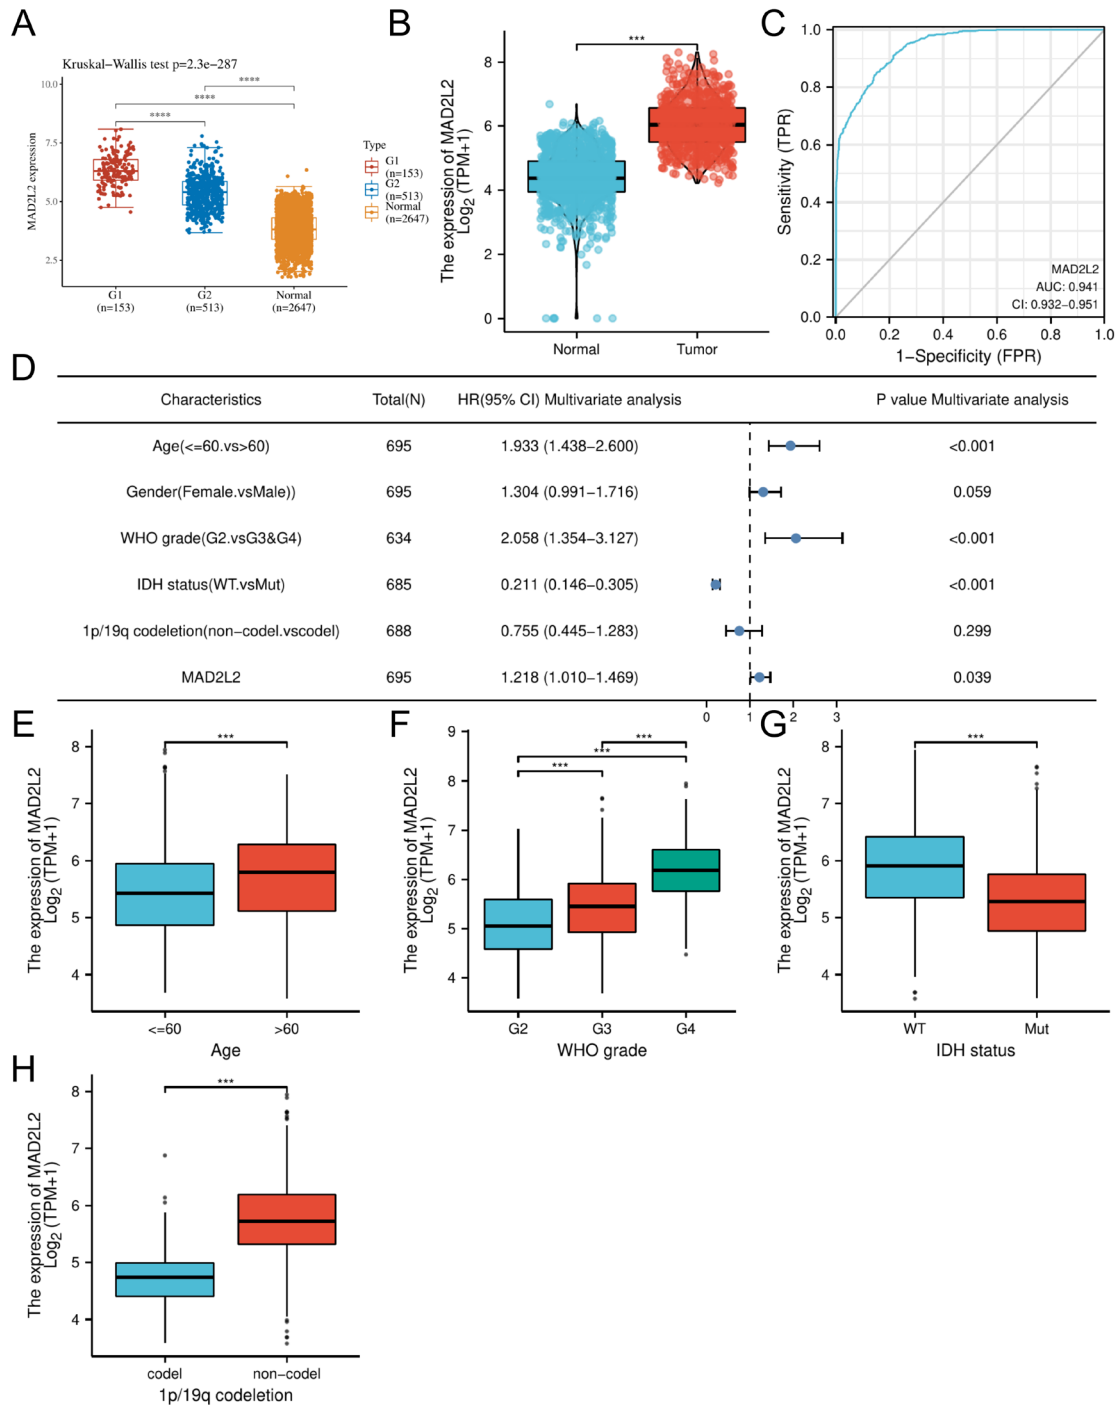 A
Kruskal−Wallis test p=2.3e−287
MAD2L2 expression
10.0
7.5
5.0
2.5
****
****
****
G1
(n=153)
G2
(n=513)
Normal
(n=2647)
Type
G1
(n=153)
G2
(n=513)
Normal
(n=2647)
B
The expression of MAD2L2
Log2 (TPM+1)
8
6
4
2
0
***
Normal
Tumor
C
Sensitivity (TPR)
1.0
0.8
0.6
0.4
0.2
0.0
MAD2L2
AUC: 0.941
CI: 0.932−0.951
0.0 0.2 0.4 0.6 0.8 1.0
1−Specificity (FPR)
D
Characteristics Total(N) HR(95% CI) Multivariate analysis P value Multivariate analysis
Age(<=60.vs>60) 695 1.933 (1.438−2.600) <0.001
Gender(Female.vsMale)) 695 1.304 (0.991−1.716) 0.059
WHO grade(G2.vsG3&G4) 634 2.058 (1.354−3.127) <0.001
IDH status(WT.vsMut) 685 0.211 (0.146−0.305) <0.001
1p/19q codeletion(non−codel.vscodel) 688 0.755 (0.445−1.283) 0.299
MAD2L2 695 1.218 (1.010−1.469) 0.039
0 1 2 3
E
The expression of MAD2L2
Log2 (TPM+1)
8
7
6
5
4
***
<=60
>60
Age
F
The expression of MAD2L2
Log2 (TPM+1)
9
8
7
6
5
4
***
***
***
G2
G3
G4
WHO grade
G
The expression of MAD2L2
Log2 (TPM+1)
8
7
6
5
4
***
WT
Mut
IDH status
H
The expression of MAD2L2
Log2 (TPM+1)
8
7
6
5
4
***
codel
non−codel
1p/19q codeletion